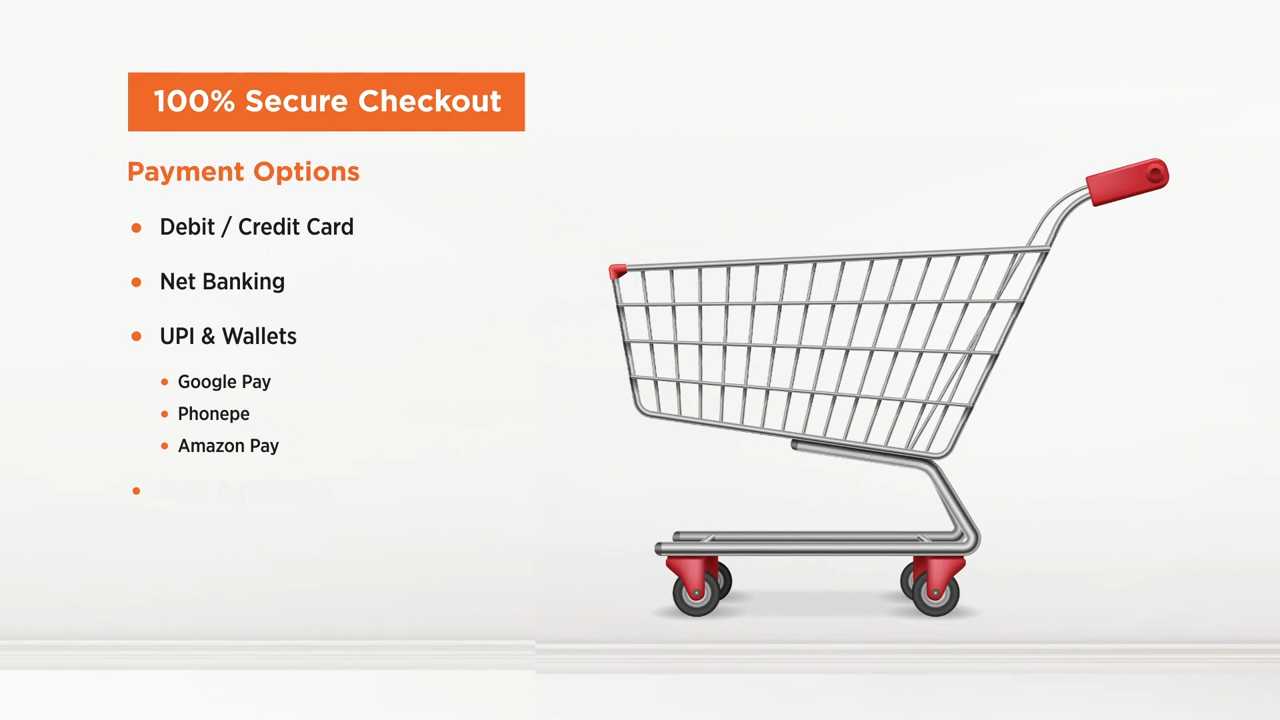 100% Secure Checkout
Payment Options
Debit / Credit Card
Net Banking
UPI & Wallets
Google Pay
Phonepe
Amazon Pay